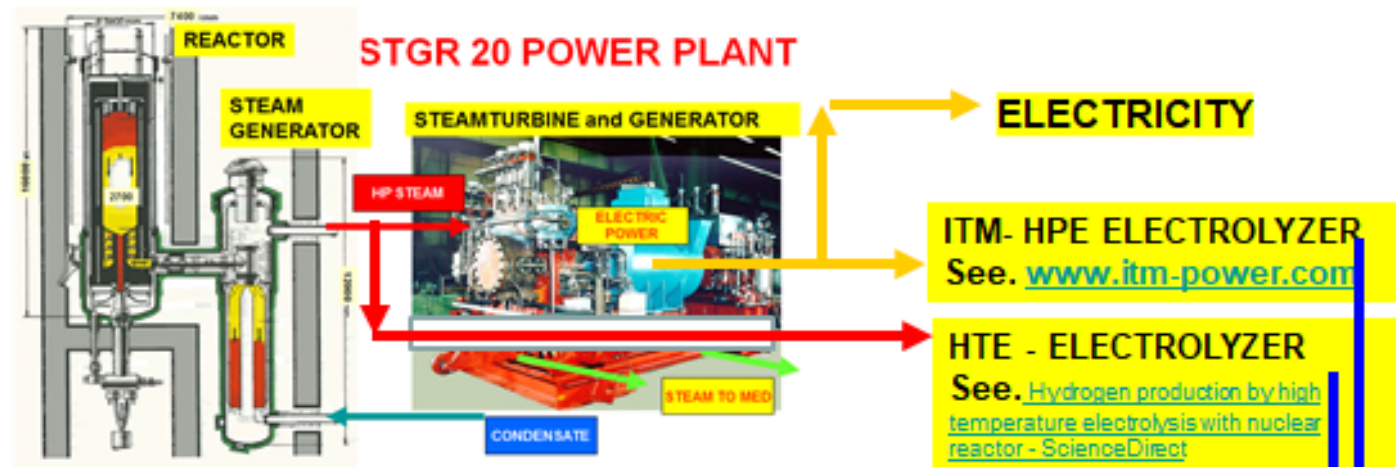 7400
REACTOR
STGR 20 POWER PLANT
STEAM
GENERATOR
STEAMTURBINE and GENERATOR
ELECTRICITY
2700
HP STEAM
ELECTRIC
POWER
ITM- HPE ELECTROLYZER
See. www.itm-power.com
HTE - ELECTROLYZER
See. Hydrogen production by high
temperature electrolysis with nuclear
reactor - ScienceDirect
STEAM TO MED
CONDENSATE